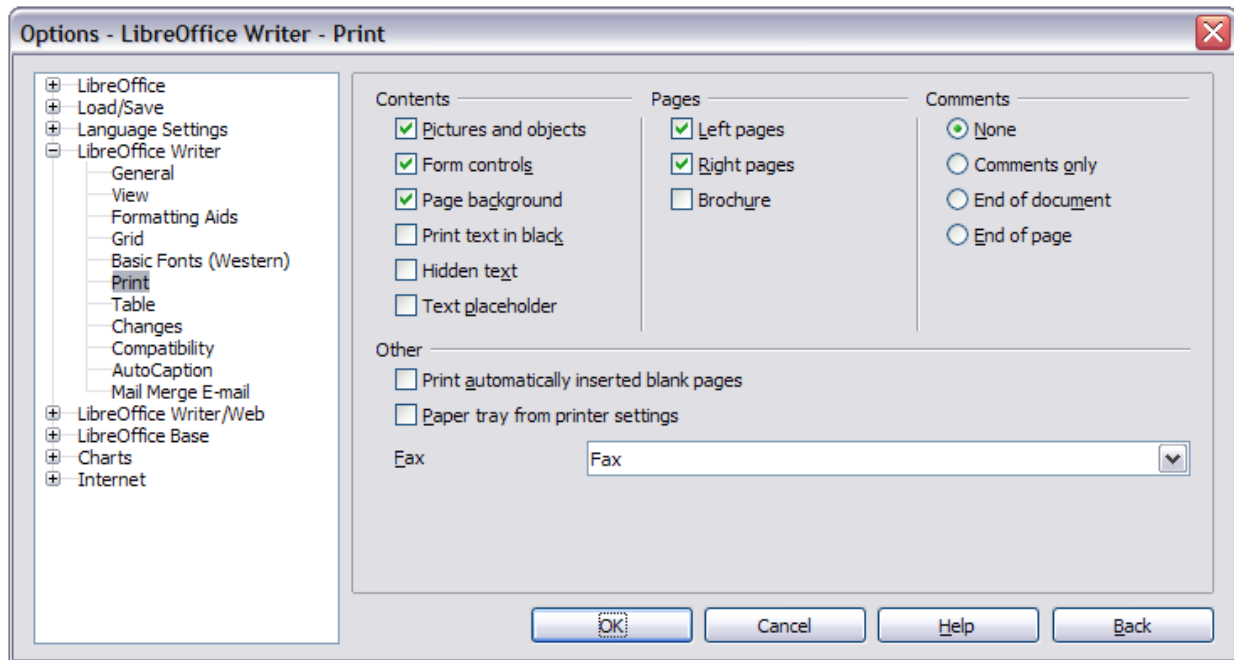 Options - LibreOffice Writer - Print
LibreOffice
Load/Save
Language Settings
LibreOffice Writer
General
View
Formatting Aids
Grid
Basic Fonts (Western)
Print
Table
Changes
Compatibility
AutoCaption
Mail Merge E-mail
LibreOffice Writer/Web
LibreOffice Base
Charts
Internet
Contents
Pictures and objects
Form controls
Page background
Print text in black
Hidden text
Text placeholder
Pages
Left pages
Right pages
Brochure
Comments
None
Comments only
End of document
End of page
Other
Print automatically inserted blank pages
Paper tray from printer settings
Fax Fax
OK Cancel Help Back